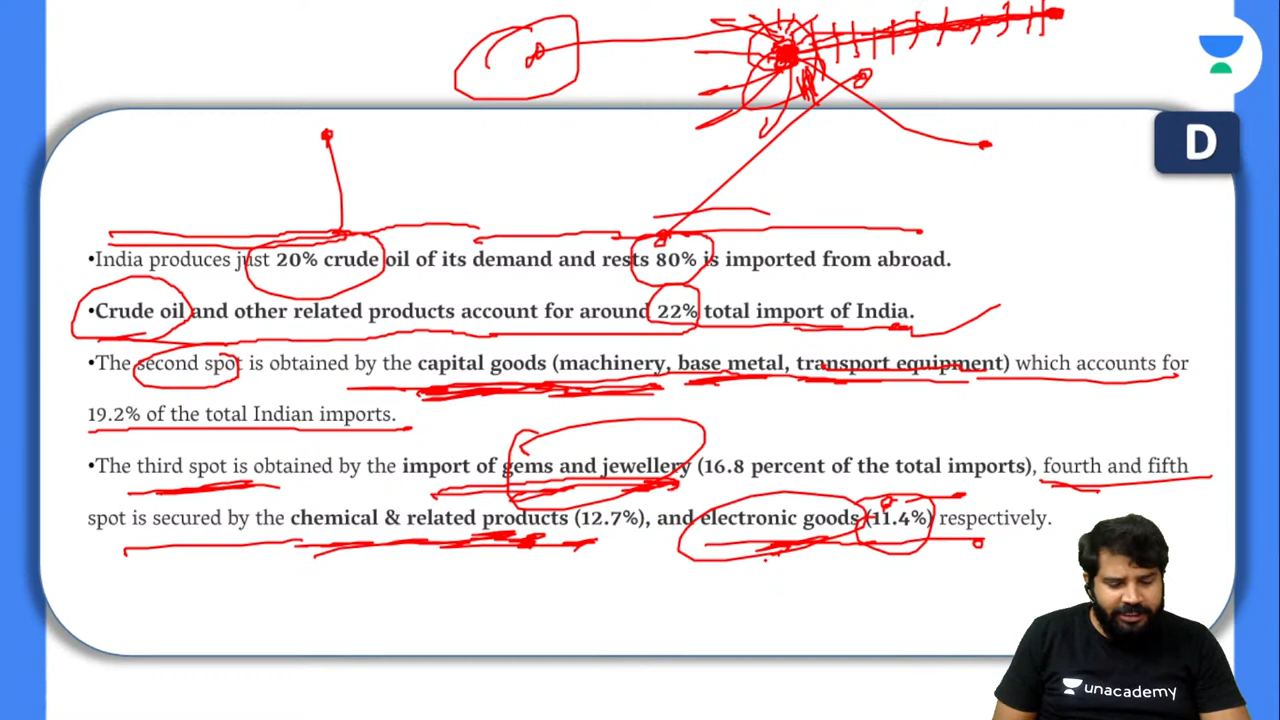 D
•India produces just 20% crude oil of its demand and rests 80% is imported from abroad.
•Crude oil and other related products account for around 22% total import of India.
•The second spot is obtained by the capital goods (machinery, base metal, transport equipment) which accounts for
19.2% of the total Indian imports.
•The third spot is obtained by the import of gems and jewellery (16.8 percent of the total imports), fourth and fifth
spot is secured by the chemical & related products (12.7%), and electronic goods (11.4%) respectively.
unacademy